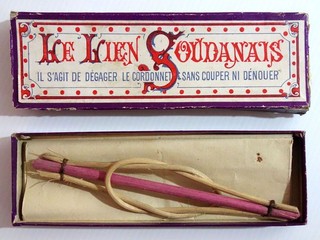 LE LIEN SOUDANAIS
IL S'AGIT DE DÉGAGER LE CORDONNET SANS COUPER NI DÉNOUER